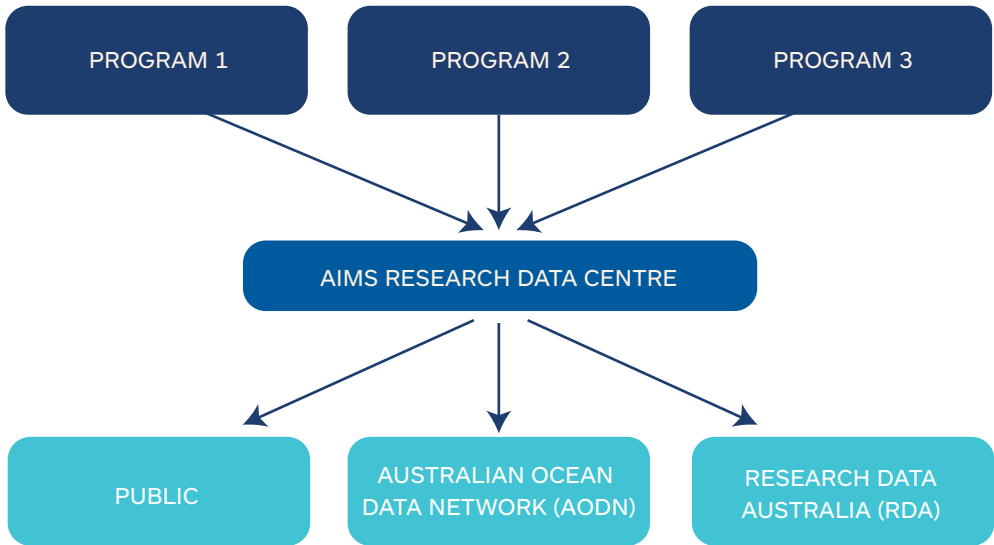 PROGRAM 1
PROGRAM 2
PROGRAM 3
AIMS RESEARCH DATA CENTRE
PUBLIC
AUSTRALIAN OCEAN
DATA NETWORK (AODN)
RESEARCH DATA
AUSTRALIA (RDA)